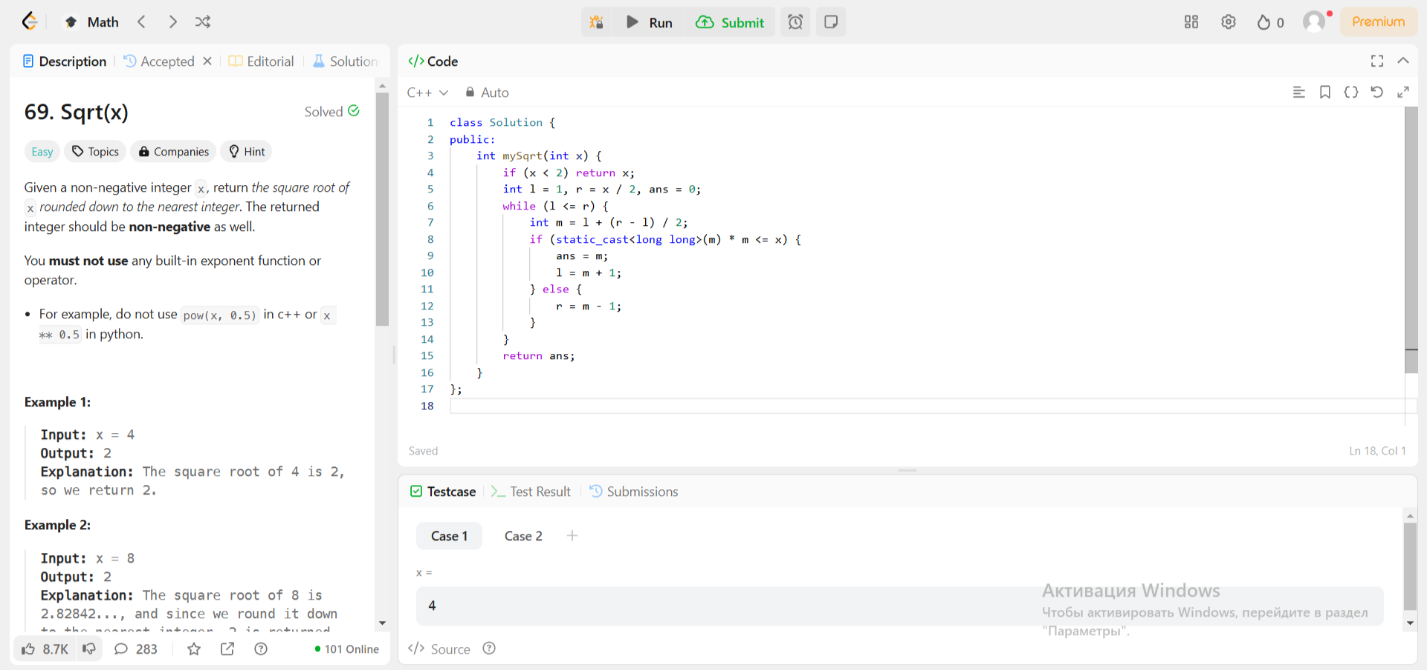 Math
Run
Submit
0
Premium
Description
Accepted
Editorial
Solution
69. Sqrt(x)
Solved
Easy
Topics
Companies
Hint
Given a non-negative integer x, return the square root of
x rounded down to the nearest integer. The returned
integer should be non-negative as well.
You must not use any built-in exponent function or
operator.
• For example, do not use pow(x, 0.5) in c++ or x
** 0.5 in python.
Example 1:
Input: x = 4
Output: 2
Explanation: The square root of 4 is 2,
so we return 2.
Example 2:
Input: x = 8
Output: 2
Explanation: The square root of 8 is
2.82842..., and since we round it down
to the nearest integer, 2 is returned.
8.7K
283
101 Online
</> Code
C++
Auto
1 class Solution {
2 public:
3 int mySqrt(int x) {
4 if (x < 2) return x;
5 int l = 1, r = x / 2, ans = 0;
6 while (l <= r) {
7 int m = l + (r - l) / 2;
8 if (static_cast<long long>(m) * m <= x) {
9 ans = m;
10 l = m + 1;
11 } else {
12 r = m - 1;
13 }
14 }
15 return ans;
16 }
17 };
18
Saved
Ln 18, Col 1
Testcase
Test Result
Submissions
Case 1
Case 2
+
x =
4
</> Source
Активация Windows
Чтобы активировать Windows, перейдите в раздел
"Параметры".